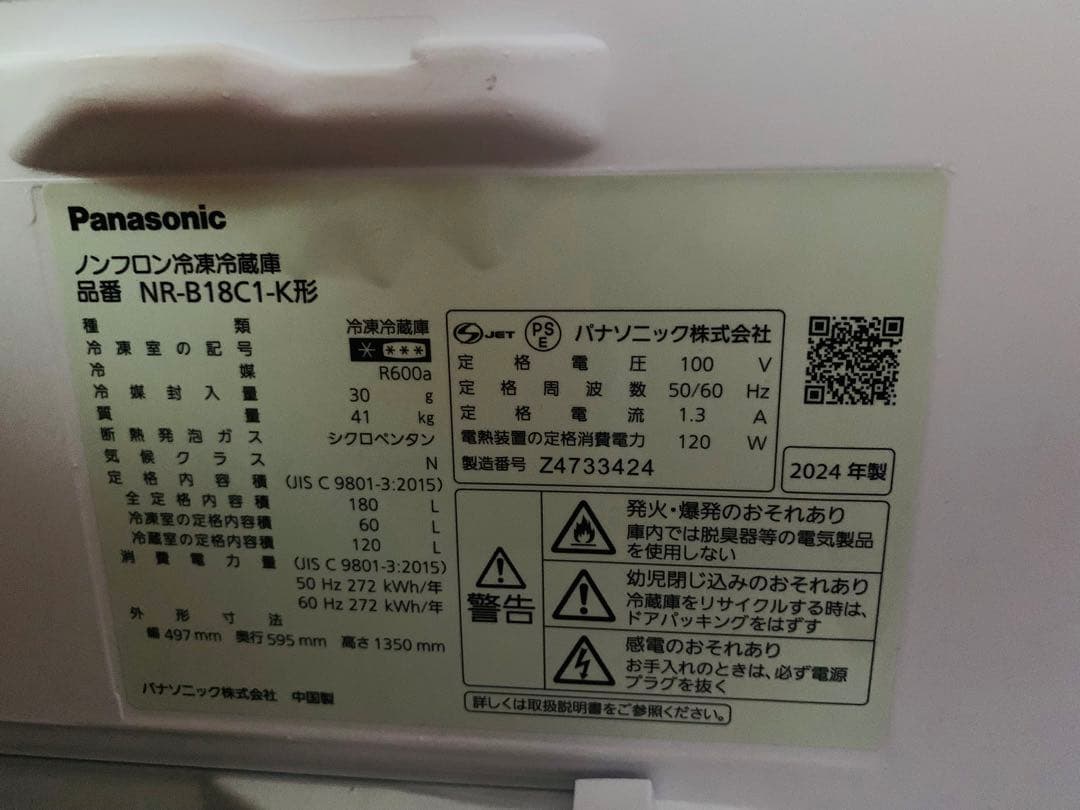 Panasonic
ノンフロン冷凍冷蔵庫
品番 NR-B18C1-K形
種類 冷凍冷蔵庫
冷凍室の記号 * ***
冷媒 R600a
冷媒封入量 30 g
質量 41 kg
断熱発泡ガス シクロペンタン
気候クラス N
定格内容積 (JIS C 9801-3:2015)
全定格内容積 180 L
冷凍室の定格内容積 60 L
冷蔵室の定格内容積 120 L
消費電力量 (JIS C 9801-3:2015)
50 Hz 272 kWh/年
60 Hz 272 kWh/年
外形寸法
幅 497 mm 奥行 595 mm 高さ 1350 mm
パナソニック株式会社 中国製
S JET PS E パナソニック株式会社
定格電圧 100 V
定格周波数 50/60 Hz
定格電流 1.3 A
電熱装置の定格消費電力 120 W
製造番号 Z4733424
2024 年製
警告
発火・爆発のおそれあり
庫内では脱臭器等の電気製品
を使用しない
幼児閉じ込みのおそれあり
冷蔵庫をリサイクルする時は、
ドアパッキングをはずす
感電のおそれあり
お手入れのときは、必ず電源
プラグを抜く
詳しくは取扱説明書をご参照ください。